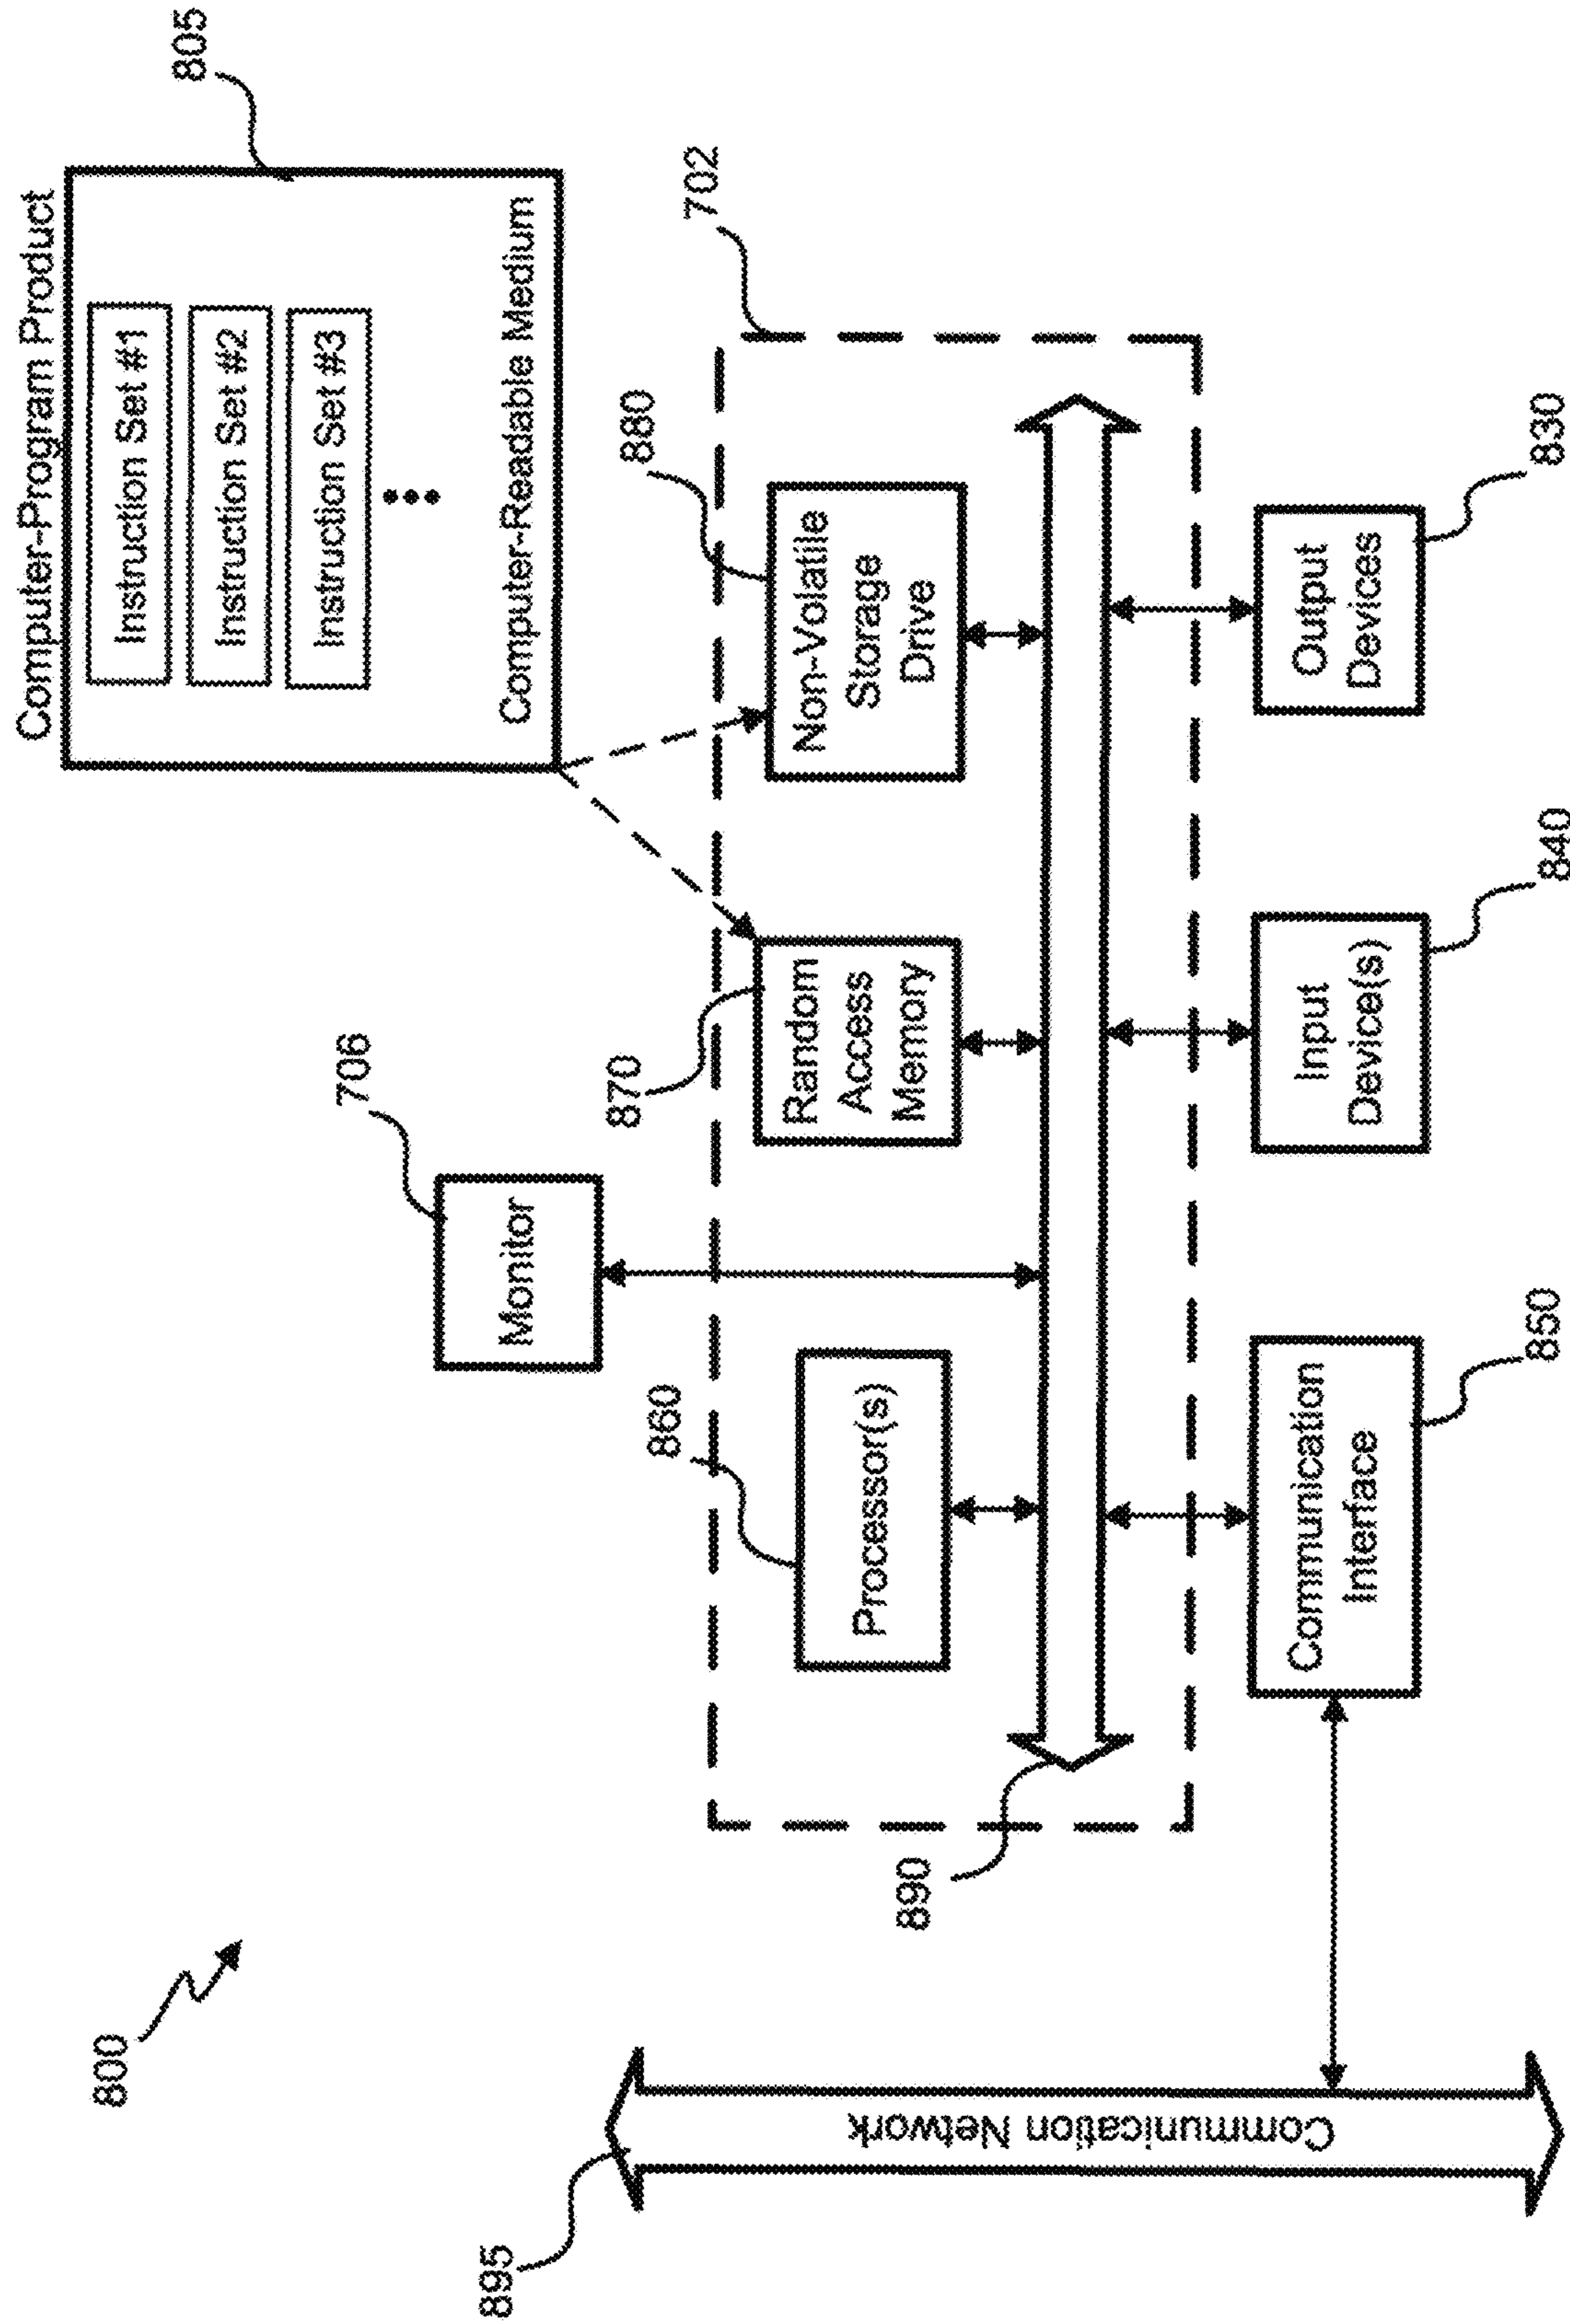 800
805
Computer-Program Product
Instruction Set #1
Instruction Set #2
Instruction Set #3
Computer-Readable Medium
706
Monitor
702
860
870
880
Processor(s)
Random
Access
Memory
Non-Volatile
Storage
Drive
890
895
Communication Network
Communication
Interface
850
Input
Device(s)
840
Output
Devices
830